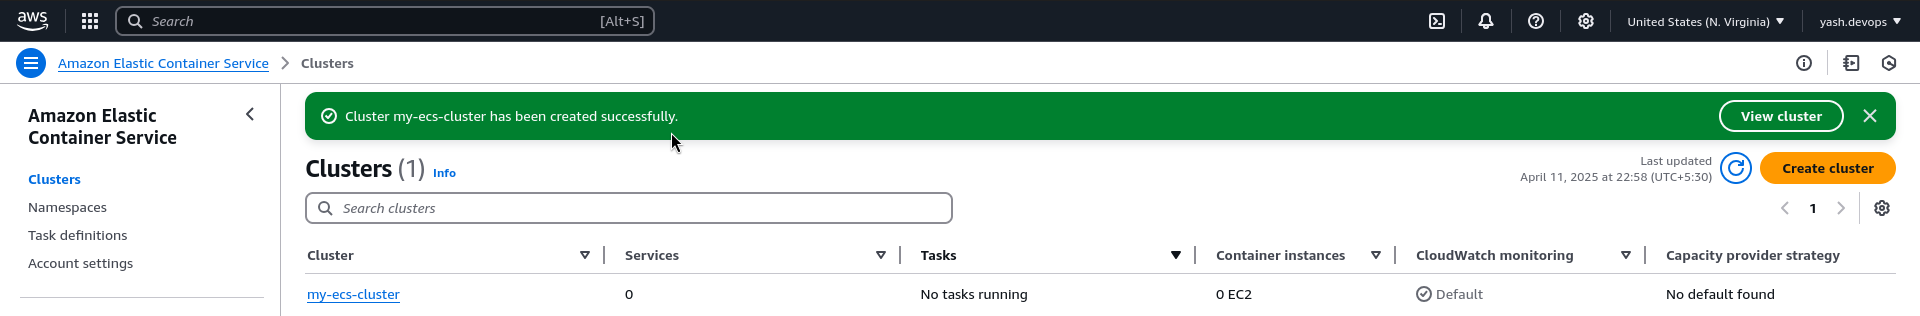 aws Search [Alt+S] United States (N. Virginia) yash.devops
Amazon Elastic Container Service Clusters
Amazon Elastic
Container Service
Clusters
Namespaces
Task definitions
Account settings
Cluster my-ecs-cluster has been created successfully. View cluster
Clusters (1) Info
Last updated
April 11, 2025 at 22:58 (UTC+5:30)
Create cluster
Search clusters
1
Cluster Services Tasks Container instances CloudWatch monitoring Capacity provider strategy
my-ecs-cluster 0 No tasks running 0 EC2 Default No default found